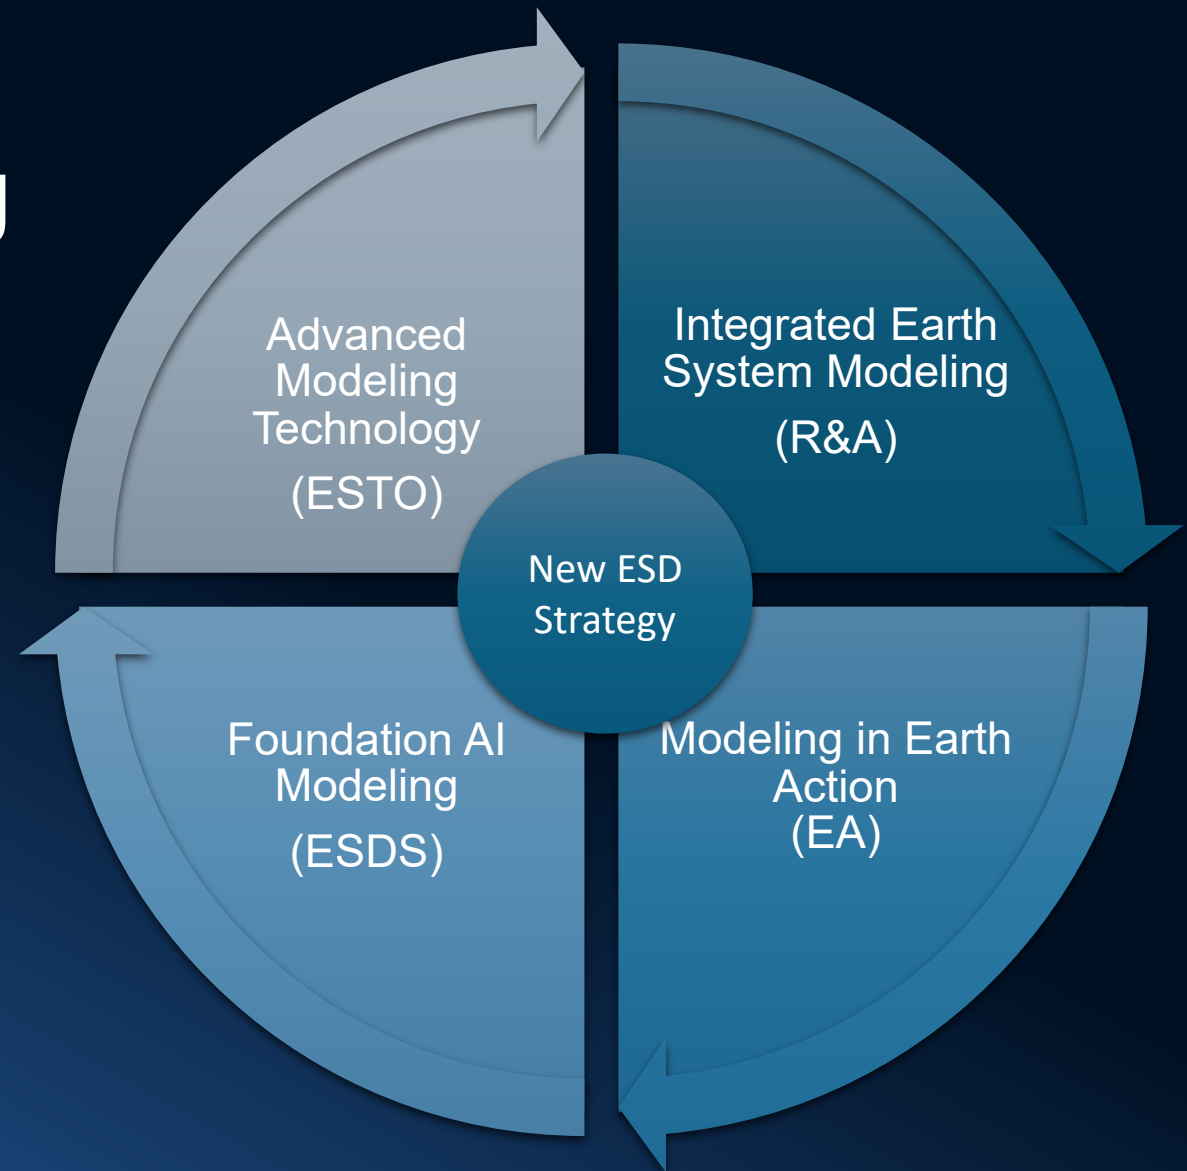 Advanced
Modeling
Technology
(ESTO)
Integrated Earth
System Modeling
(R&A)
New ESD
Strategy
Foundation AI
Modeling
(ESDS)
Modeling in Earth
Action
(EA)